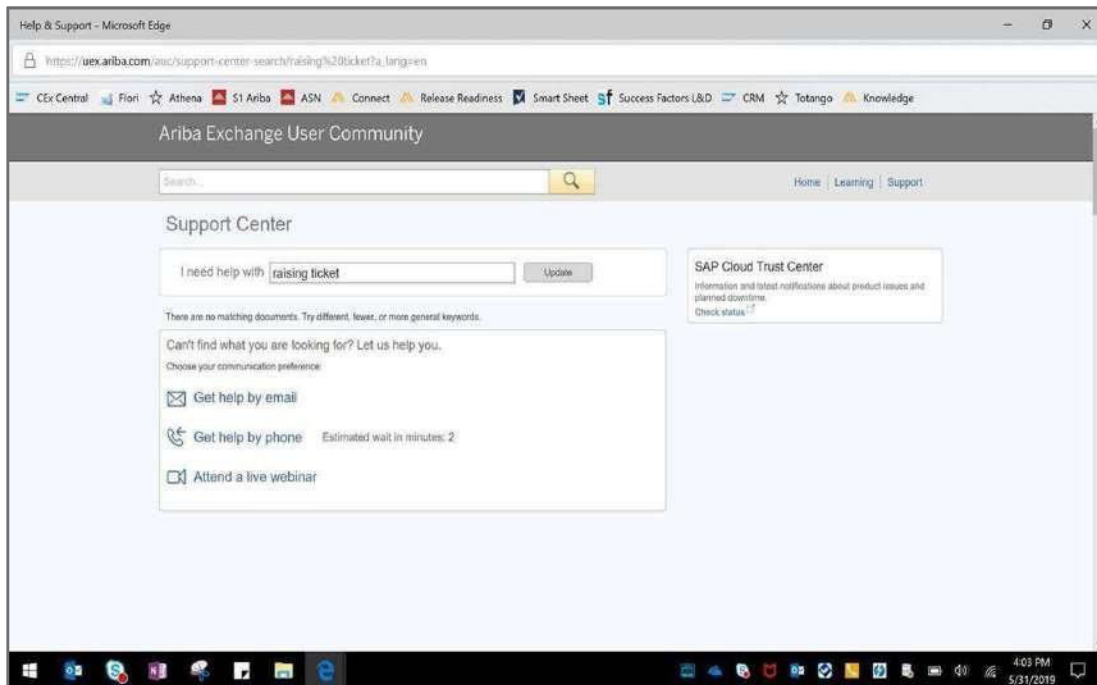 Help & Support - Microsoft Edge
https://uex.ariba.com/auc/support-center-search/raising%20ticket?a_lang=en
CEx Central Fiori Athena S1 Ariba ASN Connect Release Readiness Smart Sheet Success Factors L&D CRM Totango Knowledge
Ariba Exchange User Community
Search...
Home | Learning | Support
Support Center
I need help with raising ticket Update
There are no matching documents. Try different, fewer, or more general keywords.
Can't find what you are looking for? Let us help you.
Choose your communication preference:
Get help by email
Get help by phone Estimated wait in minutes: 2
Attend a live webinar
SAP Cloud Trust Center
Information and latest notifications about product issues and
planned downtime.
Check status
4:03 PM
5/31/2019